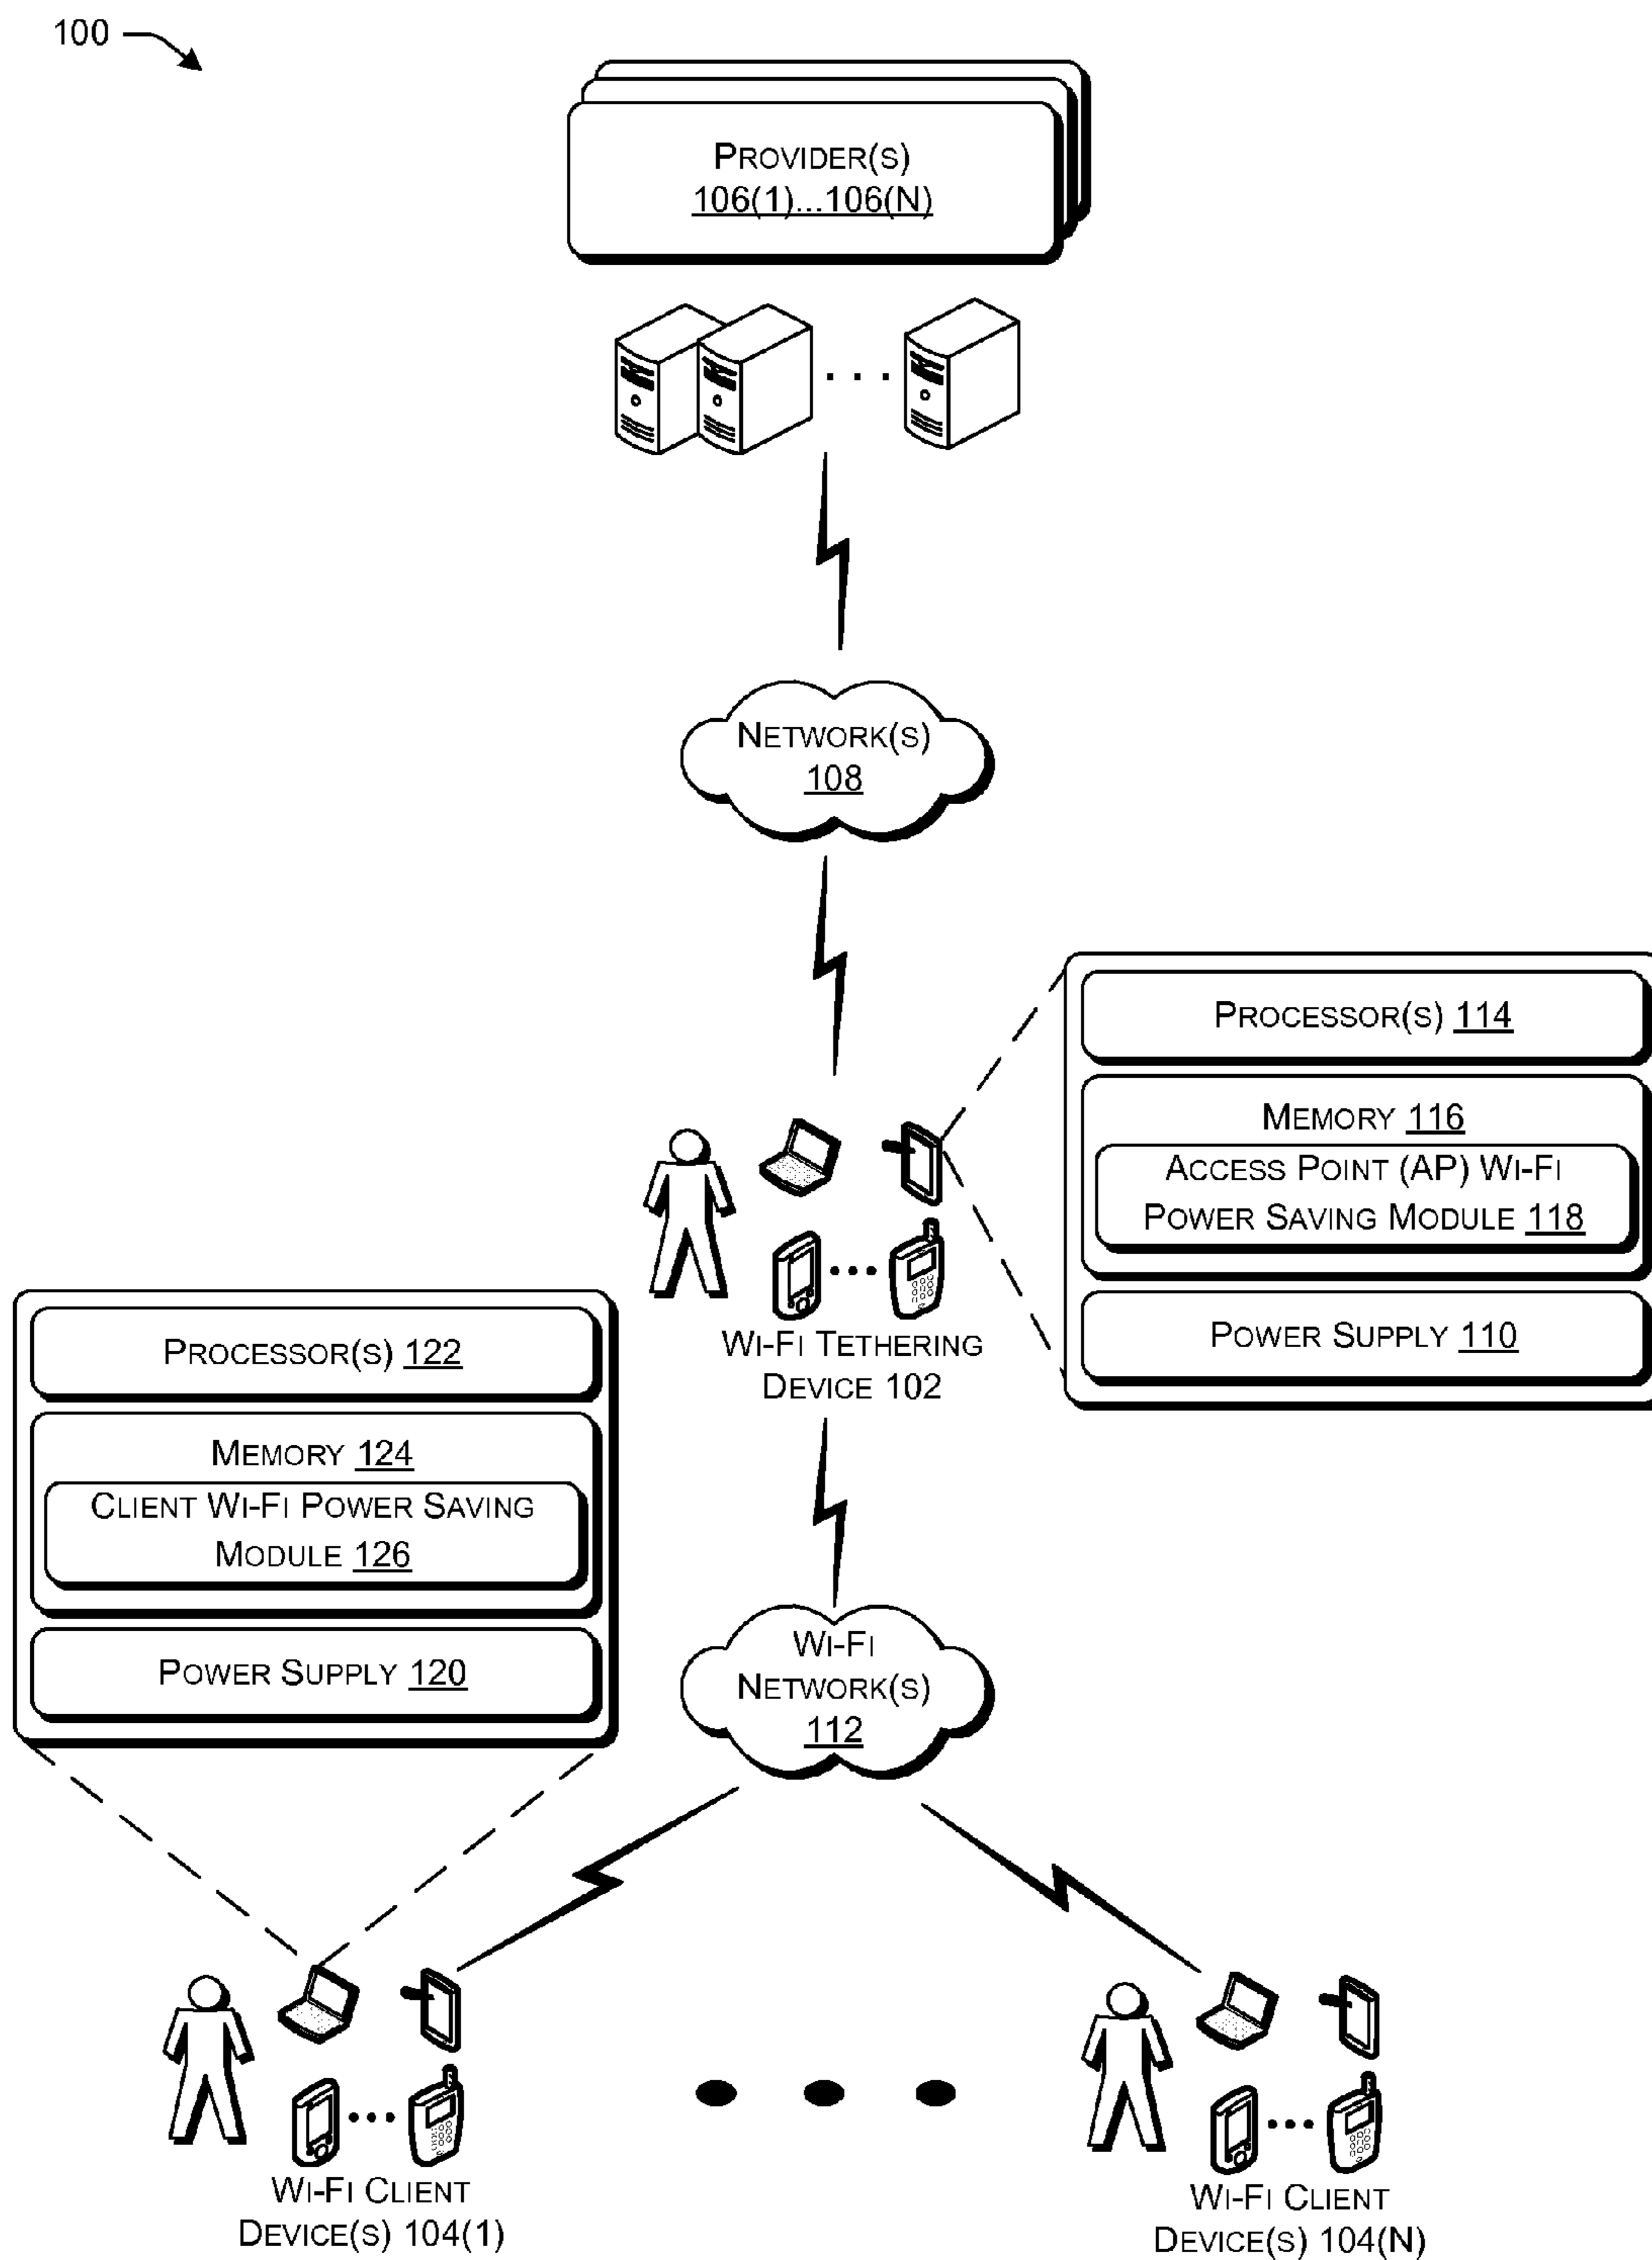 100
PROVIDER(S)
106(1)...106(N)
NETWORK(S)
108
PROCESSOR(S) 114
MEMORY 116
ACCESS POINT (AP) WI-FI
POWER SAVING MODULE 118
POWER SUPPLY 110
WI-FI TETHERING
DEVICE 102
PROCESSOR(S) 122
MEMORY 124
CLIENT WI-FI POWER SAVING
MODULE 126
POWER SUPPLY 120
WI-FI
NETWORK(S)
112
WI-FI CLIENT
DEVICE(S) 104(1)
WI-FI CLIENT
DEVICE(S) 104(N)